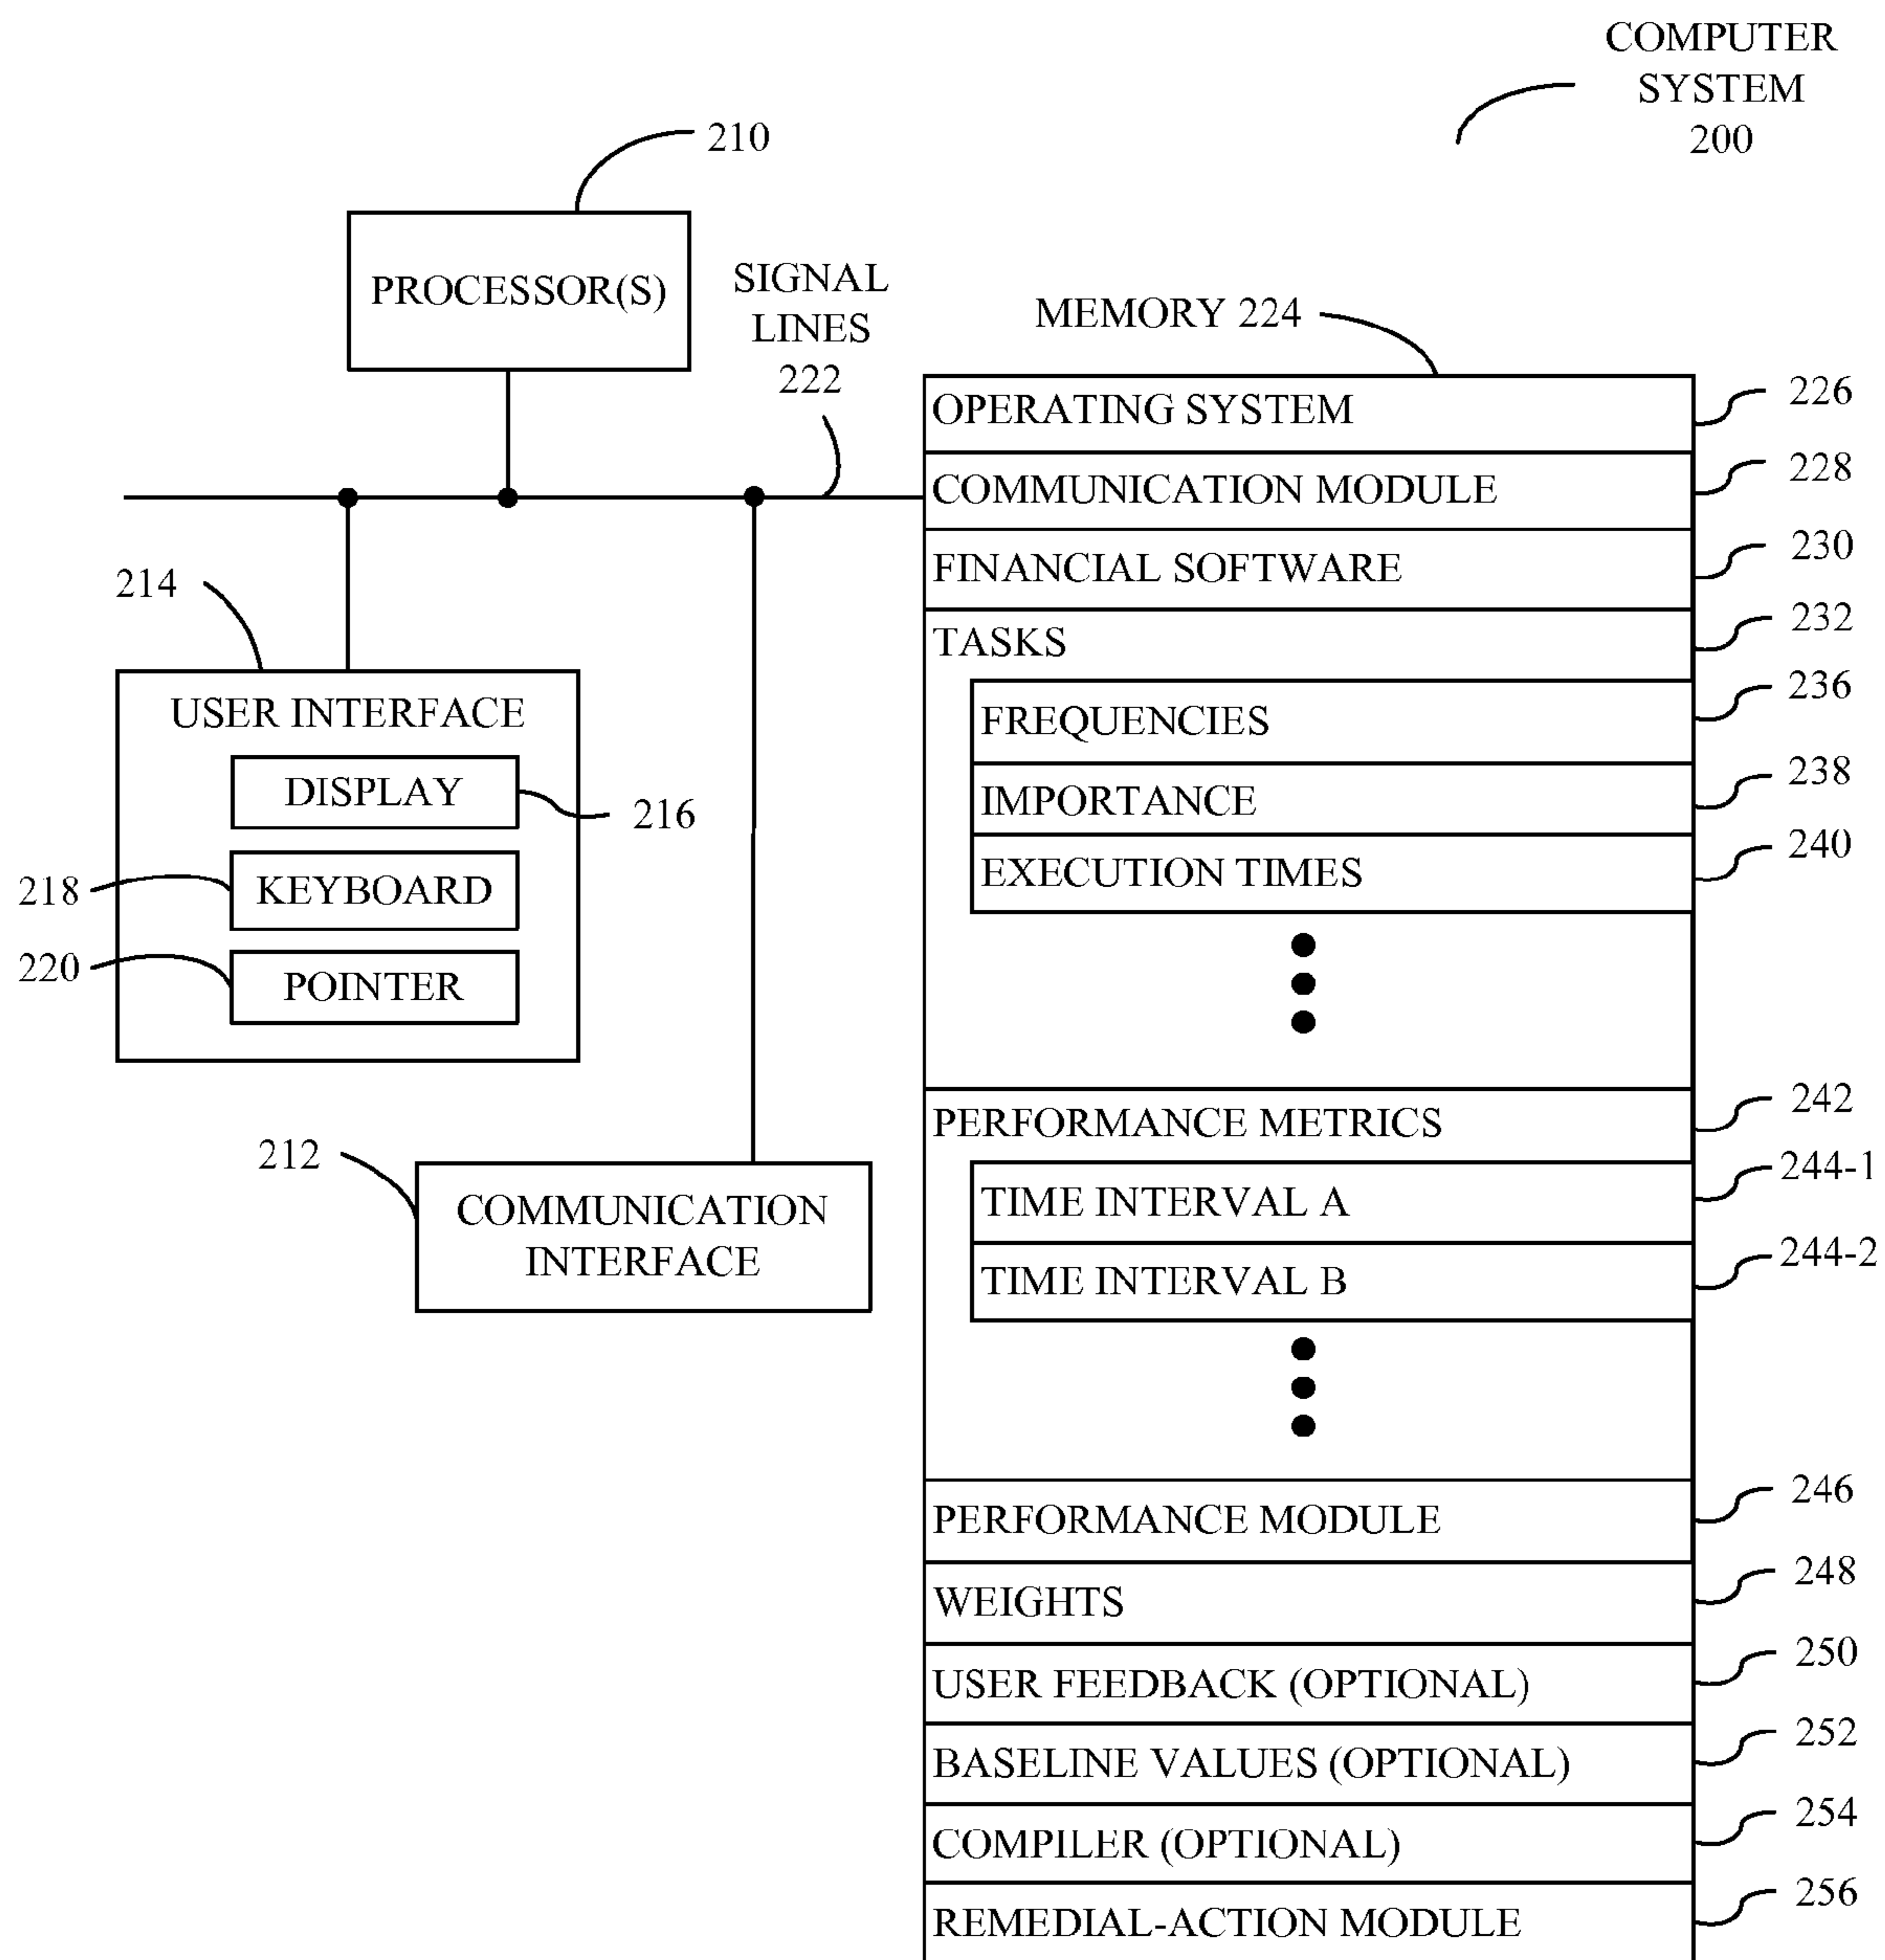 COMPUTER
SYSTEM
200
210
PROCESSOR(S)
SIGNAL
LINES
222
MEMORY 224
OPERATING SYSTEM
226
COMMUNICATION MODULE
228
FINANCIAL SOFTWARE
230
TASKS
232
FREQUENCIES
236
IMPORTANCE
238
EXECUTION TIMES
240
214
USER INTERFACE
DISPLAY
216
218
KEYBOARD
220
POINTER
212
COMMUNICATION
INTERFACE
PERFORMANCE METRICS
242
TIME INTERVAL A
244-1
TIME INTERVAL B
244-2
PERFORMANCE MODULE
246
WEIGHTS
248
USER FEEDBACK (OPTIONAL)
250
BASELINE VALUES (OPTIONAL)
252
COMPILER (OPTIONAL)
254
REMEDIAL-ACTION MODULE
256